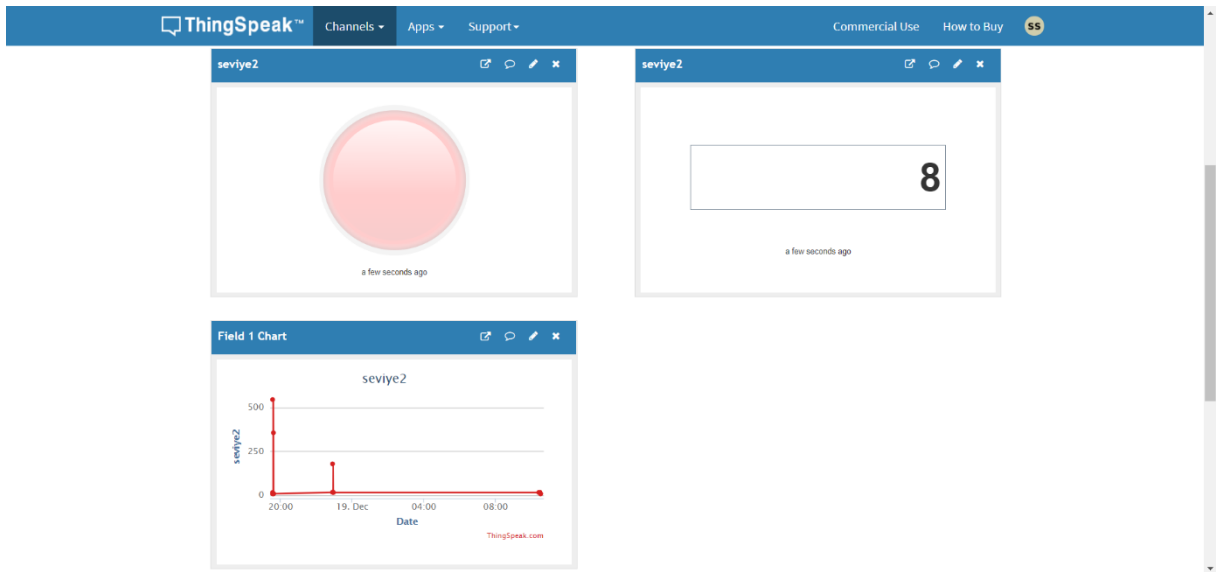 ThingSpeak™ Channels Apps Support Commercial Use How to Buy SS
seviye2
a few seconds ago
seviye2
8
a few seconds ago
Field 1 Chart
seviye2
500
250
0
seviye2
20:00 19. Dec 04:00 08:00
Date
ThingSpeak.com